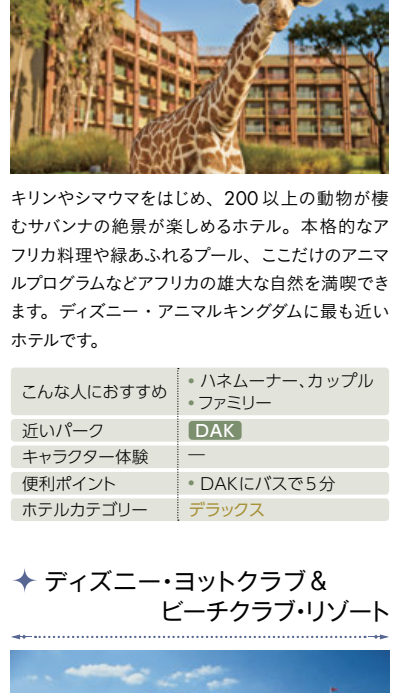 キリンやシマウマをはじめ、200 以上の動物が棲
むサバンナの絶景が楽しめるホテル。本格的なア
フリカ料理や緑あふれるプール、ここだけのアニマ
ルプログラムなどアフリカの雄大な自然を満喫でき
ます。ディズニー・アニマルキングダムに最も近い
ホテルです。
こんな人におすすめ
• ハネムーナー、カップル
• ファミリー
近いパーク DAK
キャラクター体験 —
便利ポイント • DAKにバスで5分
ホテルカテゴリー デラックス
ディズニー・ヨットクラブ&
ビーチクラブ・リゾート